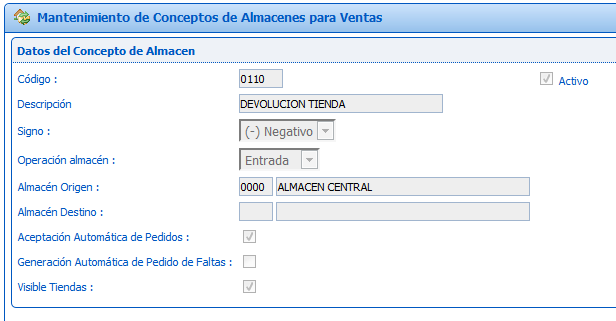 Mantenimiento de Conceptos de Almacenes para Ventas
Datos del Concepto de Almacen
Código : 0110 Activo
Descripción DEVOLUCION TIENDA
Signo : (-) Negativo
Operación almacén : Entrada
Almacén Origen : 0000 ALMACEN CENTRAL
Almacén Destino :
Aceptación Automática de Pedidos :
Generación Automática de Pedido de Faltas :
Visible Tiendas :